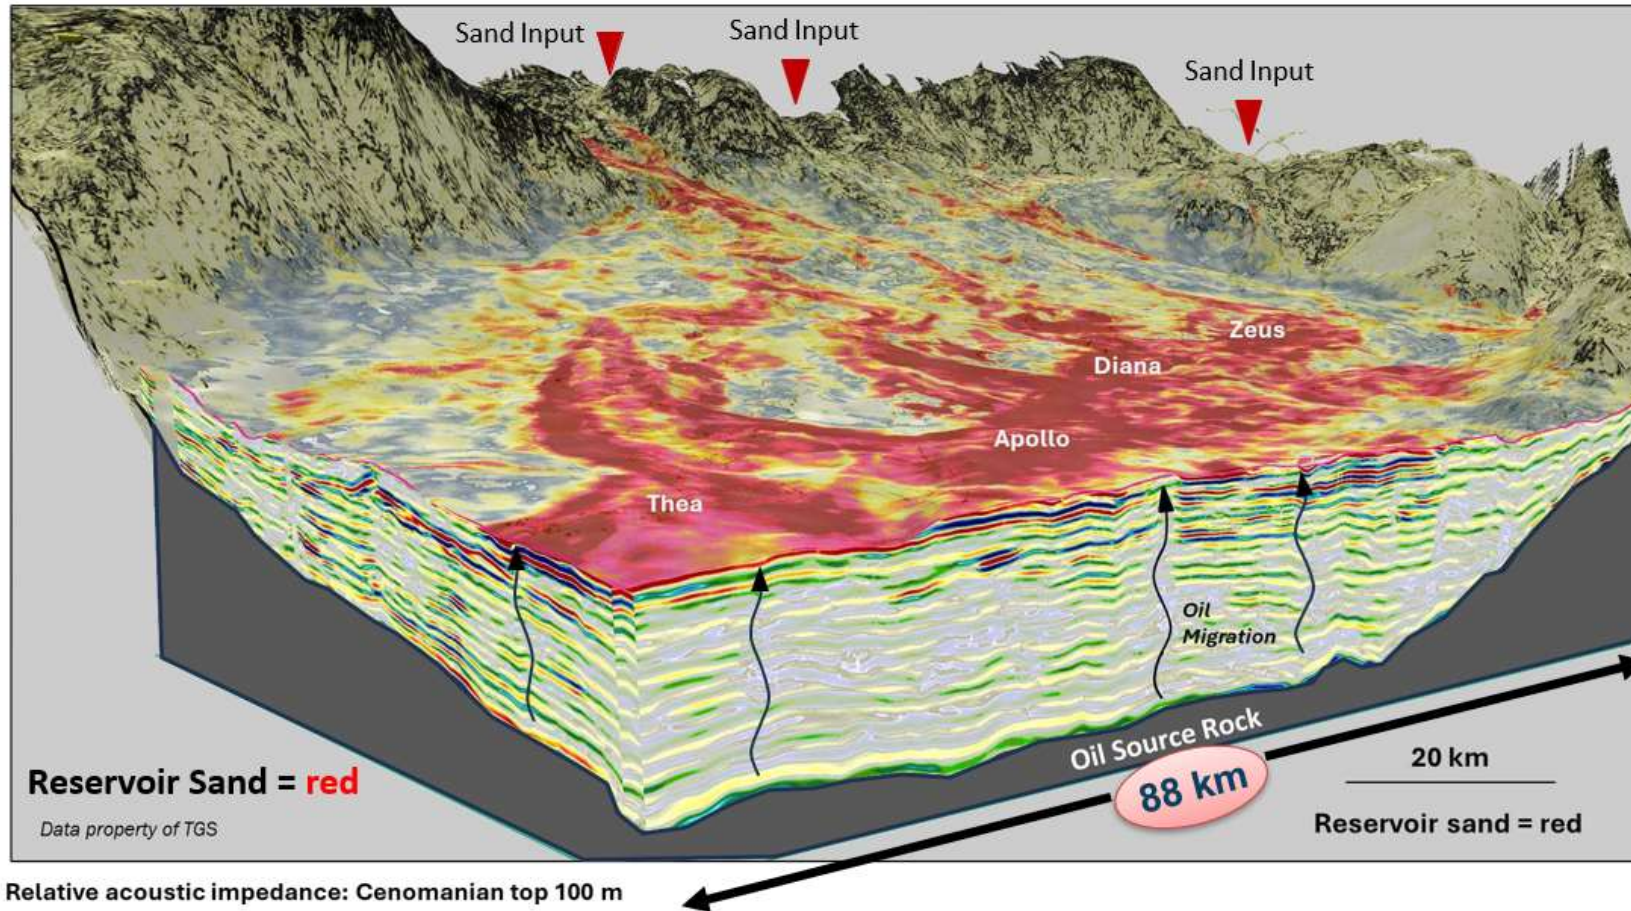 Sand Input
Sand Input
Sand Input
Zeus
Diana
Apollo
Thea
Oil
Migration
Oil Source Rock
88 km
20 km
Reservoir Sand = red
Data property of TGS
Reservoir sand = red
Relative acoustic impedance: Cenomanian top 100 m